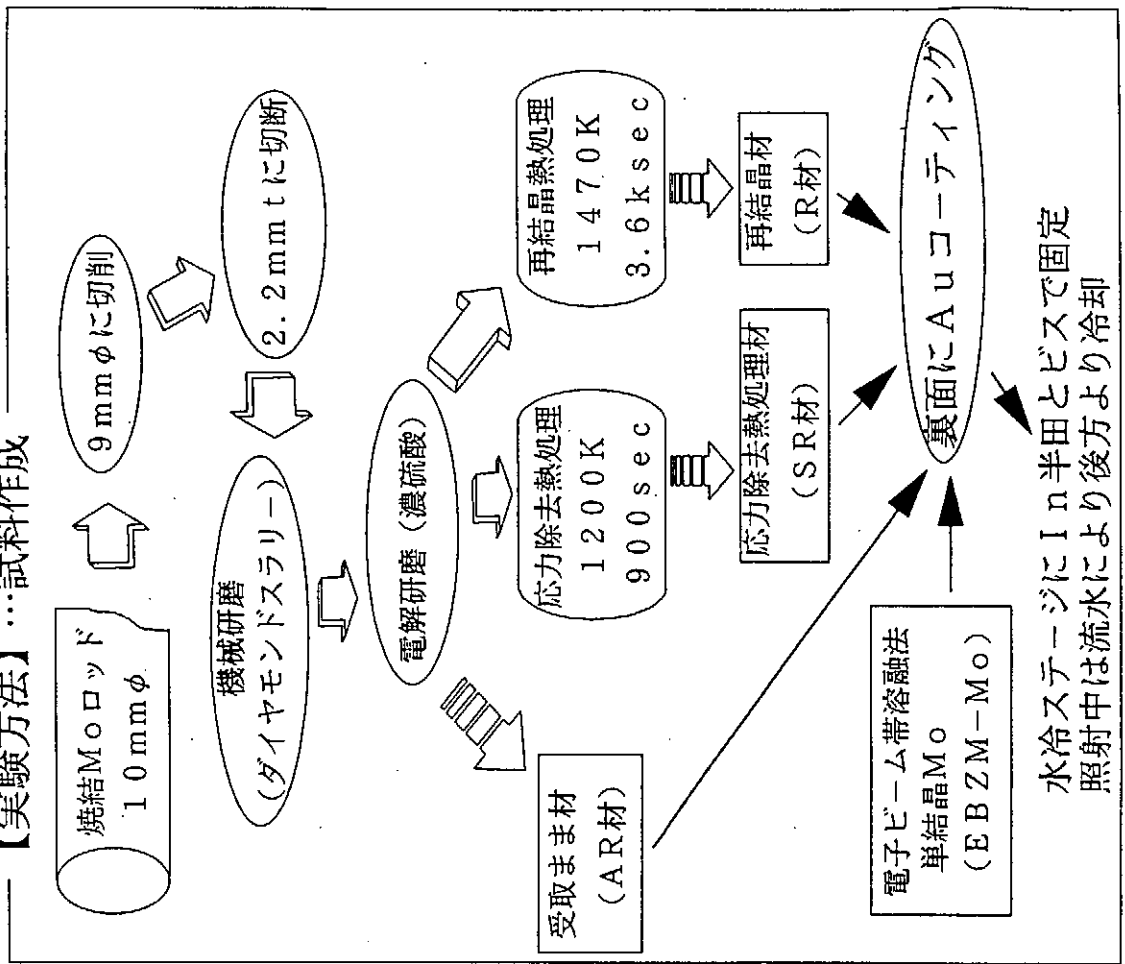 【実験方法】…試料作成
焼結Moロッド
10mmφ
9mmφに切削
2.2mmtに切断
機械研磨
(ダイヤモンドスラリー)
電解研磨(濃硫酸)
受取まま材
(AR材)
応力除去熱処理
1200K
900sec
再結晶熱処理
1470K
3.6ksec
応力除去熱処理材
(SR材)
再結晶材
(R材)
電子ビーム帯溶融法
単結晶Mo
(EBZM-Mo)
裏面にAuコーティング
水冷ステージにIn半田とビスで固定
照射中は流水により後方より冷却